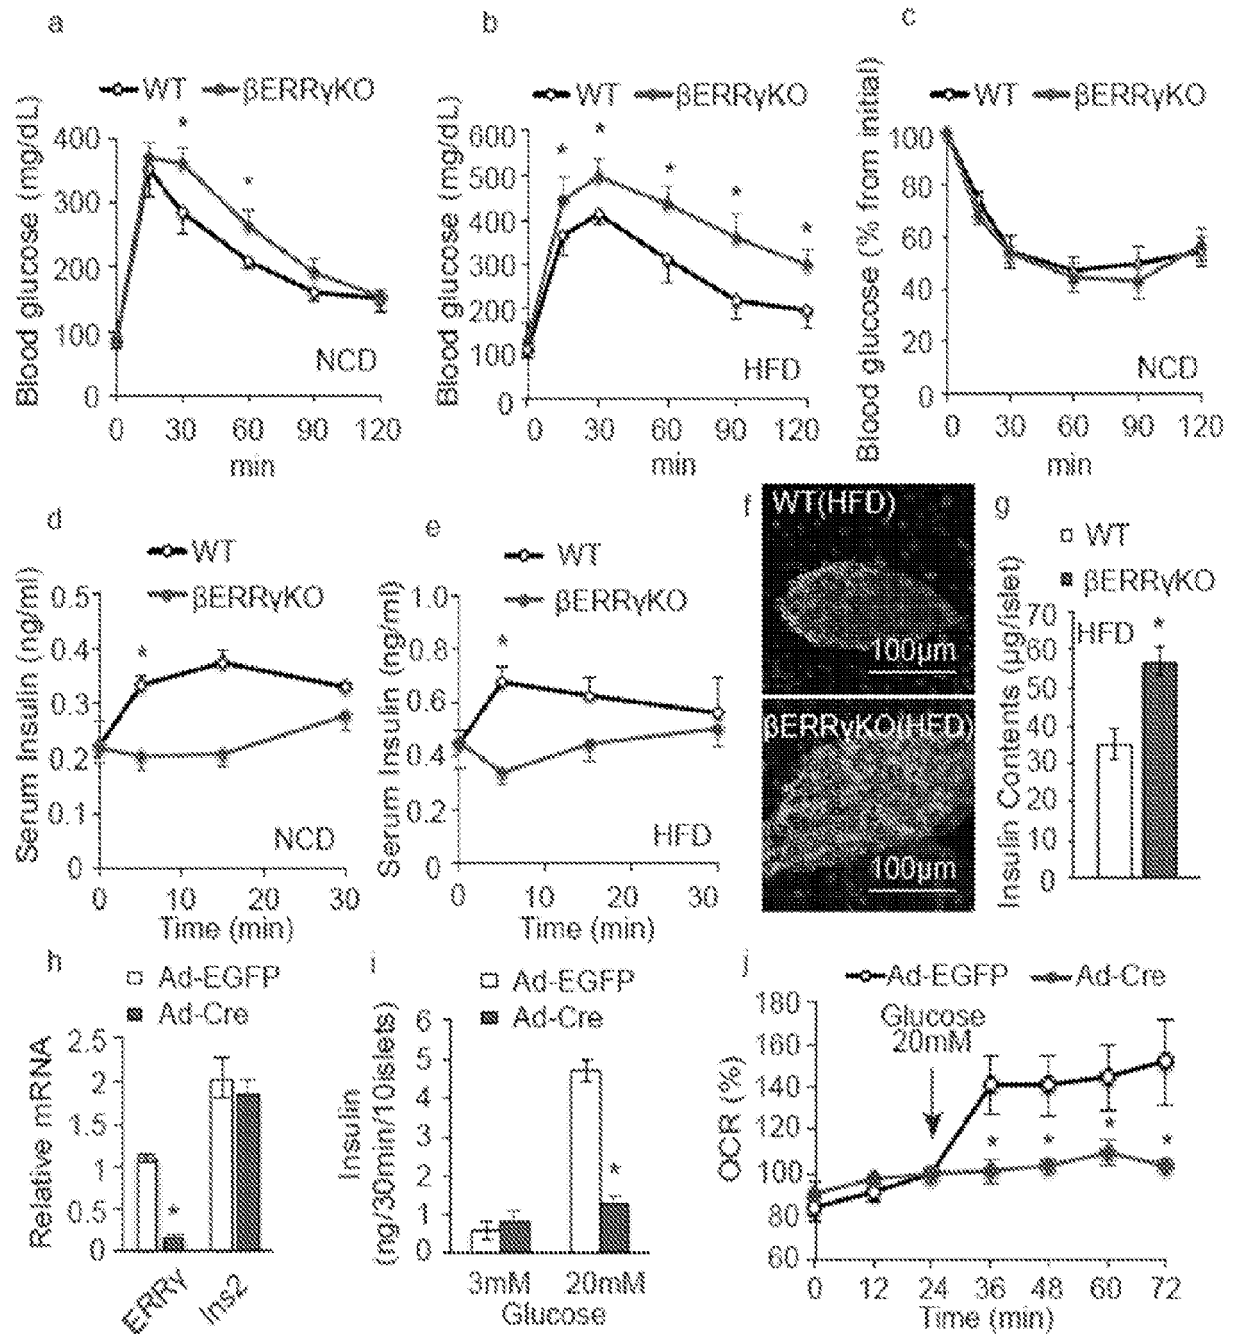 a
WT βERRγKO
Blood glucose (mg/dL)
400
300
200
100
0
*
*
NCD
0 30 60 90 120
min
b
WT βERRγKO
Blood glucose (mg/dL)
600
500
400
300
200
100
0
*
*
*
*
*
HFD
0 30 60 90 120
min
c
WT βERRγKO
Blood glucose (% from initial)
100
80
60
40
20
0
NCD
0 30 60 90 120
min
d
WT
βERRγKO
Serum Insulin (ng/ml)
0.5
0.4
0.3
0.2
0.1
0
*
NCD
0 10 20 30
Time (min)
e
WT
βERRγKO
Serum Insulin (ng/ml)
1.0
0.8
0.6
0.4
0.2
0
*
HFD
0 10 20 30
Time (min)
f
WT(HFD)
100μm
βERRγKO(HFD)
100μm
g
WT
βERRγKO
Insulin Contents (μg/islet)
70
60
50
40
30
20
10
0
HFD
*
h
Ad-EGFP
Ad-Cre
Relative mRNA
2.5
2
1.5
1
0.5
0
*
ERRγ Ins2
i
Ad-EGFP
Ad-Cre
Insulin
(ng/30min/10islets)
6
5
4
3
2
1
0
*
3mM 20mM
Glucose
j
Ad-EGFP Ad-Cre
OCR (%)
180
160
140
120
100
80
60
Glucose
20mM
* * * *
0 12 24 36 48 60 72
Time (min)